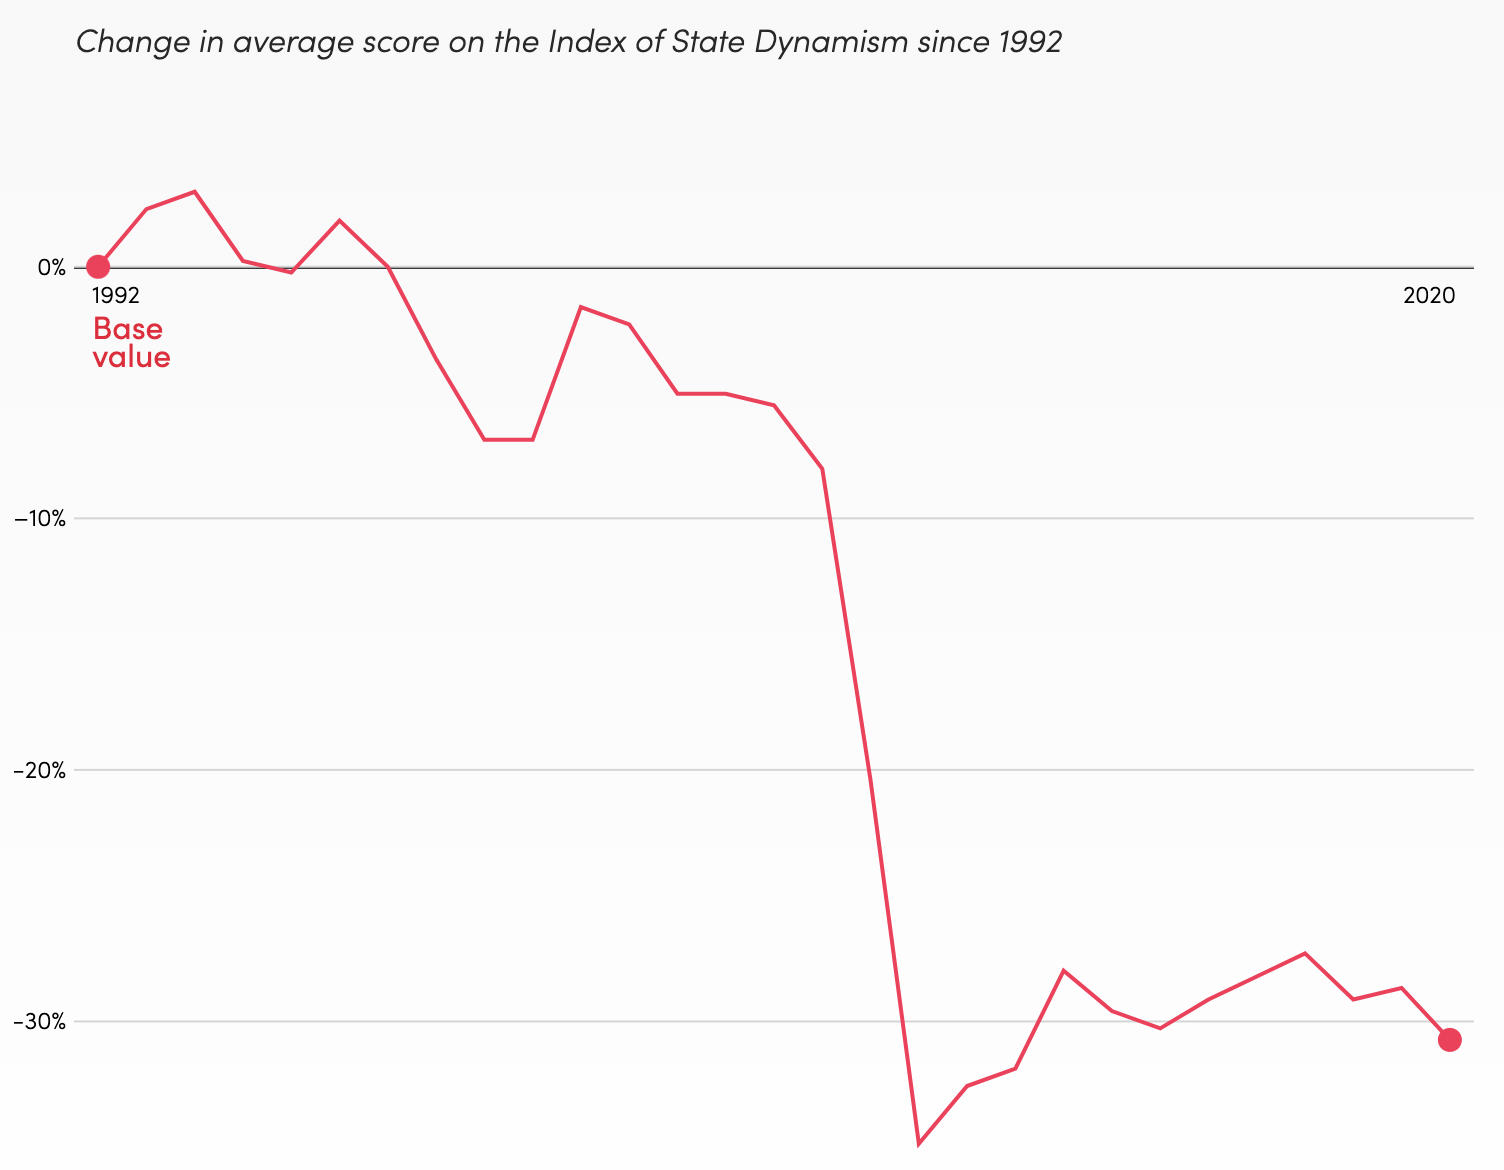 Change in average score on the Index of State Dynamism since 1992
0%
1992
2020
Base
value
–10%
–20%
–30%